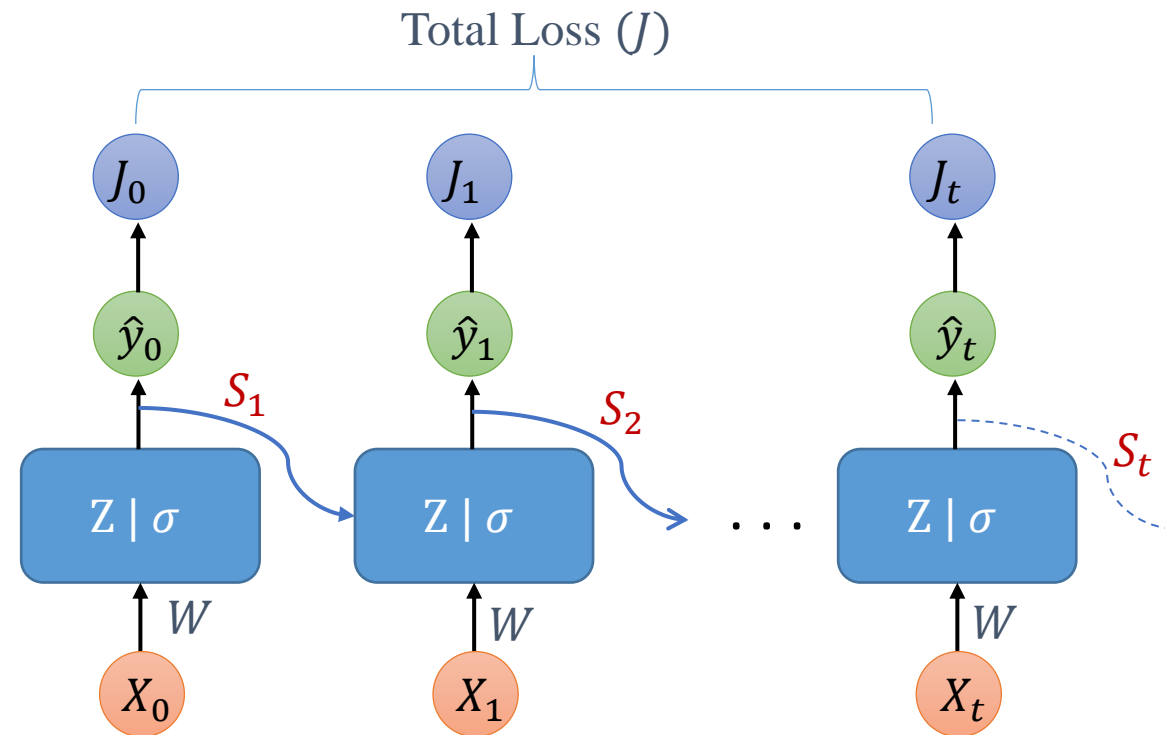 Total Loss (𝐽)
𝐽₀ 𝐽₁ 𝐽ₜ
ŷ₀ ŷ₁ ŷₜ
𝑆₁ 𝑆₂ 𝑆ₜ
Z | 𝜎 Z | 𝜎 . . . Z | 𝜎
𝑊 𝑊 𝑊
𝑋₀ 𝑋₁ 𝑋ₜ